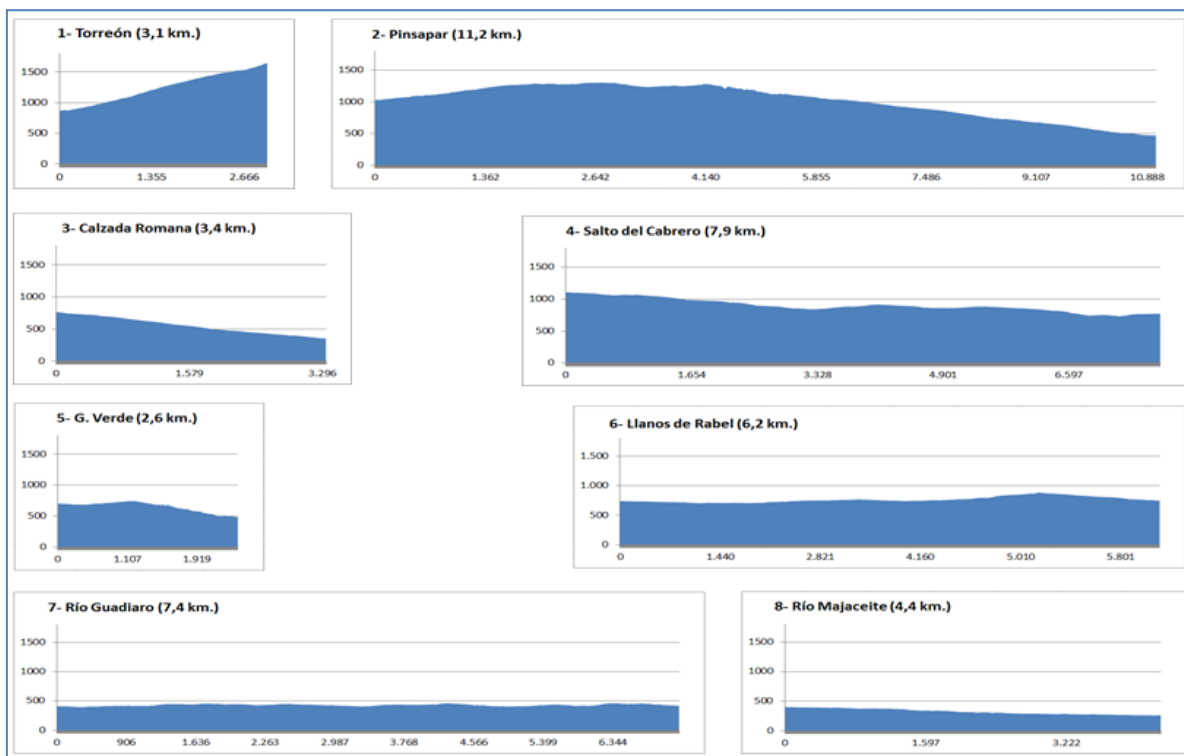 1- Torreón (3,1 km.)
1500
1000
500
0
0 1.355 2.666
2- Pinsapar (11,2 km.)
1500
1000
500
0
0 1.362 2.642 4.140 5.855 7.486 9.107 10.888
3- Calzada Romana (3,4 km.)
1500
1000
500
0
0 1.579 3.296
4- Salto del Cabrero (7,9 km.)
1500
1000
500
0
0 1.654 3.328 4.901 6.597
5- G. Verde (2,6 km.)
1500
1000
500
0
0 1.107 1.919
6- Llanos de Rabel (6,2 km.)
1.500
1.000
500
0
0 1.440 2.821 4.160 5.010 5.801
7- Río Guadiaro (7,4 km.)
1500
1000
500
0
0 906 1.636 2.263 2.987 3.768 4.566 5.399 6.344
8- Río Majaceite (4,4 km.)
1500
1000
500
0
0 1.597 3.222